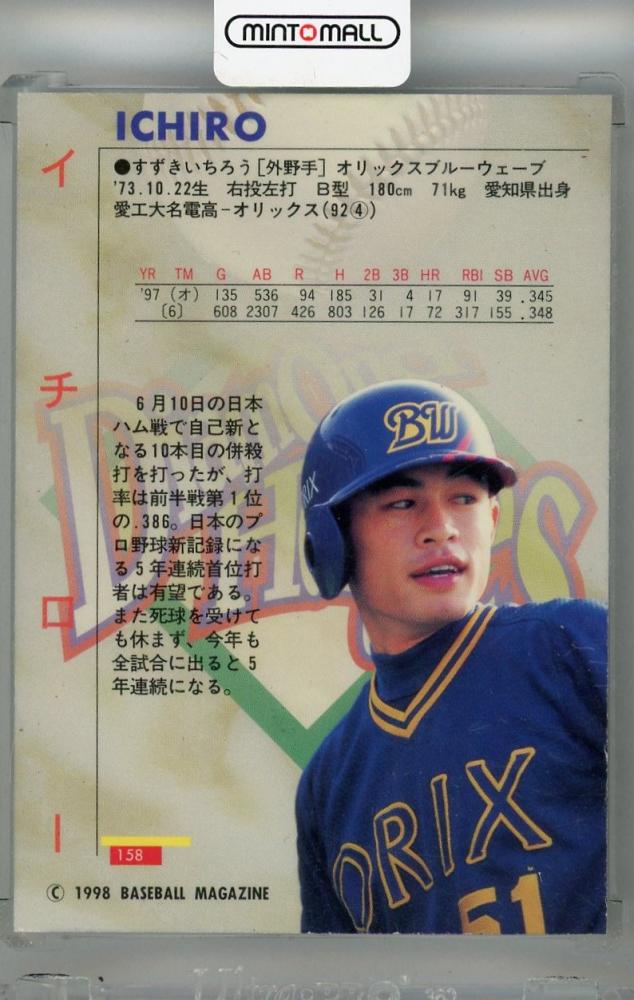 MINTMALL
ICHIRO
イチロー
●すずきいちろう[外野手] オリックスブルーウェーブ
'73.10.22生 右投左打 B型 180cm 71kg 愛知県出身
愛工大名電高-オリックス(92④)
YR TM G AB R H 2B 3B HR RBI SB AVG
'97 (オ) 135 536 94 185 31 4 17 91 39 .345
〔6〕 608 2307 426 803 126 17 72 317 155 .348
6月10日の日本
ハム戦で自己新と
なる10本目の併殺
打を打ったが、打
率は前半戦第1位
の.386。日本のプ
ロ野球新記録にな
る5年連続首位打
者は有望である。
また死球を受けて
も休まず、今年も
全試合に出ると5
年連続になる。
BW
ORIX
51
158
© 1998 BASEBALL MAGAZINE